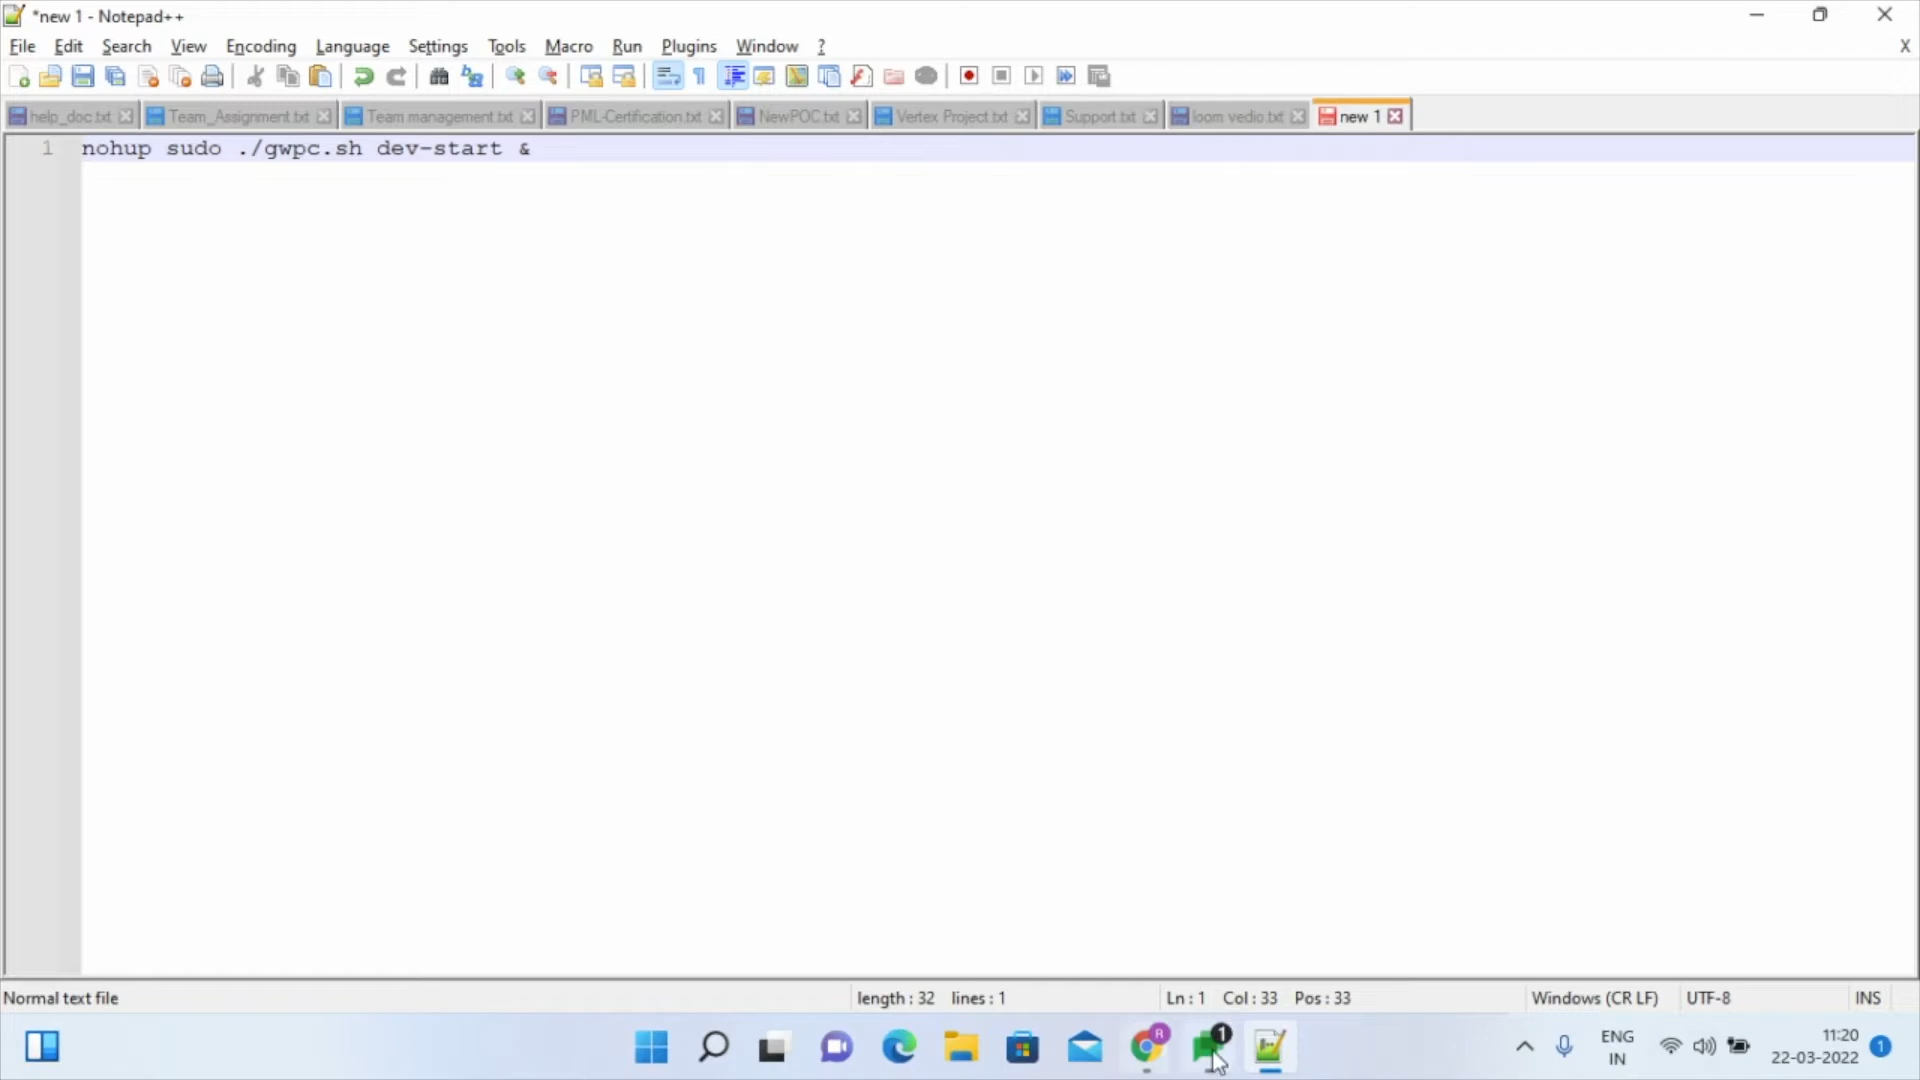 *new 1 - Notepad++
File Edit Search View Encoding Language Settings Tools Macro Run Plugins Window ? X
help_doc.txt Team_Assignment.txt Team management.txt PML-Certification.txt NewPOC.txt Vertex Project.txt Support.txt loom vedio.txt new 1
1 nohup sudo ./gwpc.sh dev-start &
Normal text file length : 32 lines : 1 Ln : 1 Col : 33 Pos : 33 Windows (CR LF) UTF-8 INS
R 1 ENG IN 11:20 22-03-2022 1